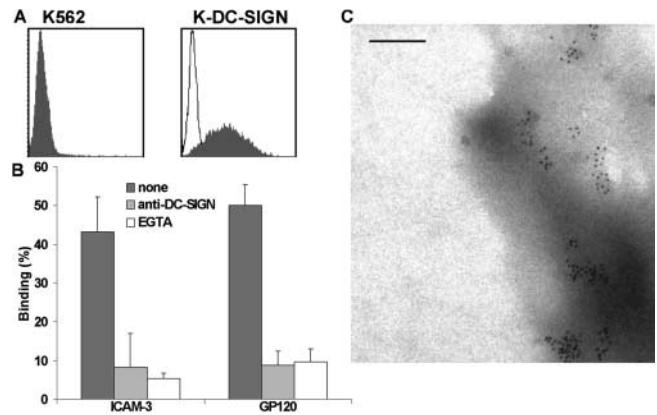 A
K562
K-DC-SIGN
C
B
60
50
40
30
20
10
0
Binding (%)
none
anti-DC-SIGN
EGTA
ICAM-3
GP120